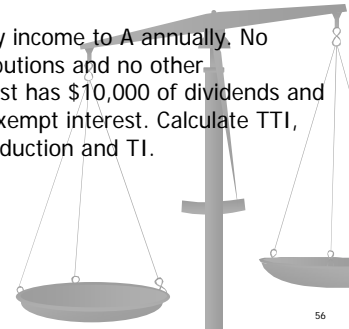 y income to A annually. No
butions and no other
st has $10,000 of dividends and
exempt interest. Calculate TTI,
duction and TI.
56